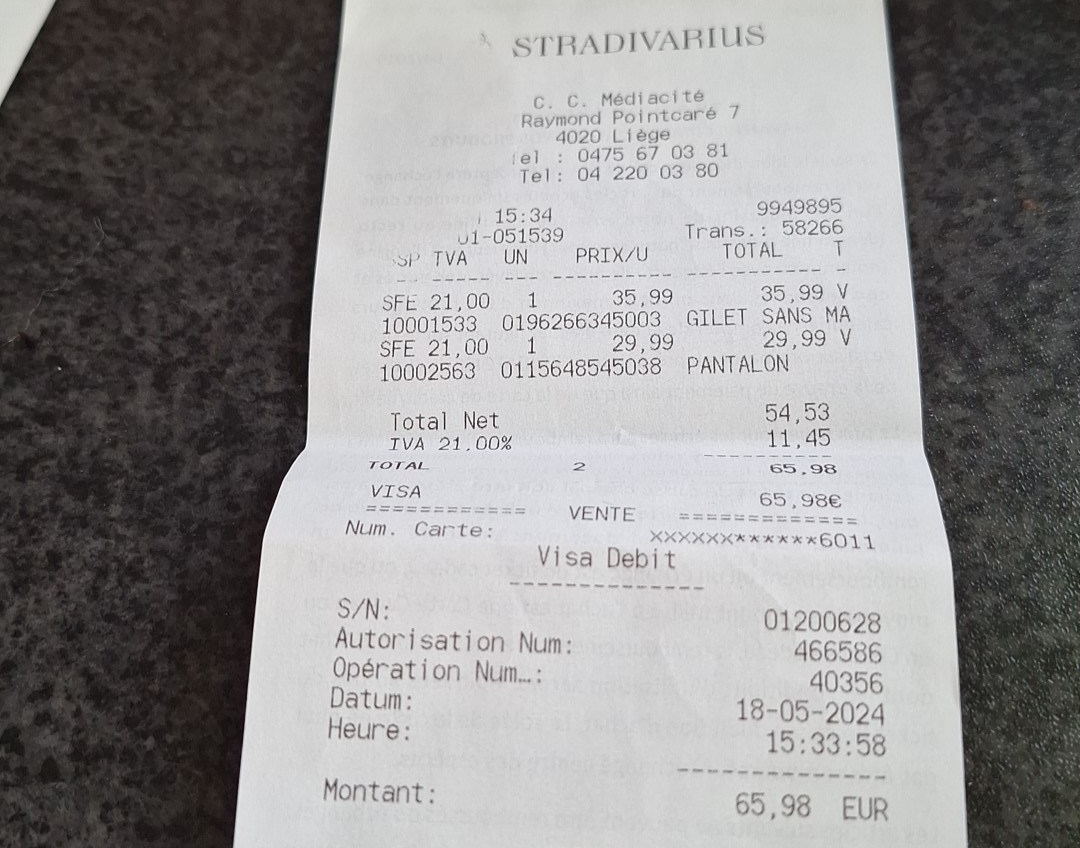 STRADIVARIUS
C. C. Médiacité
Raymond Pointcaré 7
4020 Liège
el : 0475 67 03 81
Tel: 04 220 03 80
15:34 9949895
01-051539 Trans.: 58266
SP TVA UN PRIX/U TOTAL T
SFE 21,00 1 35,99 35,99 V
10001533 0196266345003 GILET SANS MA
SFE 21,00 1 29,99 29,99 V
10002563 0115648545038 PANTALON
Total Net 54,53
IVA 21,00% 11,45
TOTAL 2 65,98
VISA 65,98€
============ VENTE =============
Num. Carte: XXXXXX******6011
Visa Debit
S/N: 01200628
Autorisation Num: 466586
Opération Num…: 40356
Datum: 18-05-2024
Heure: 15:33:58
Montant: 65,98 EUR